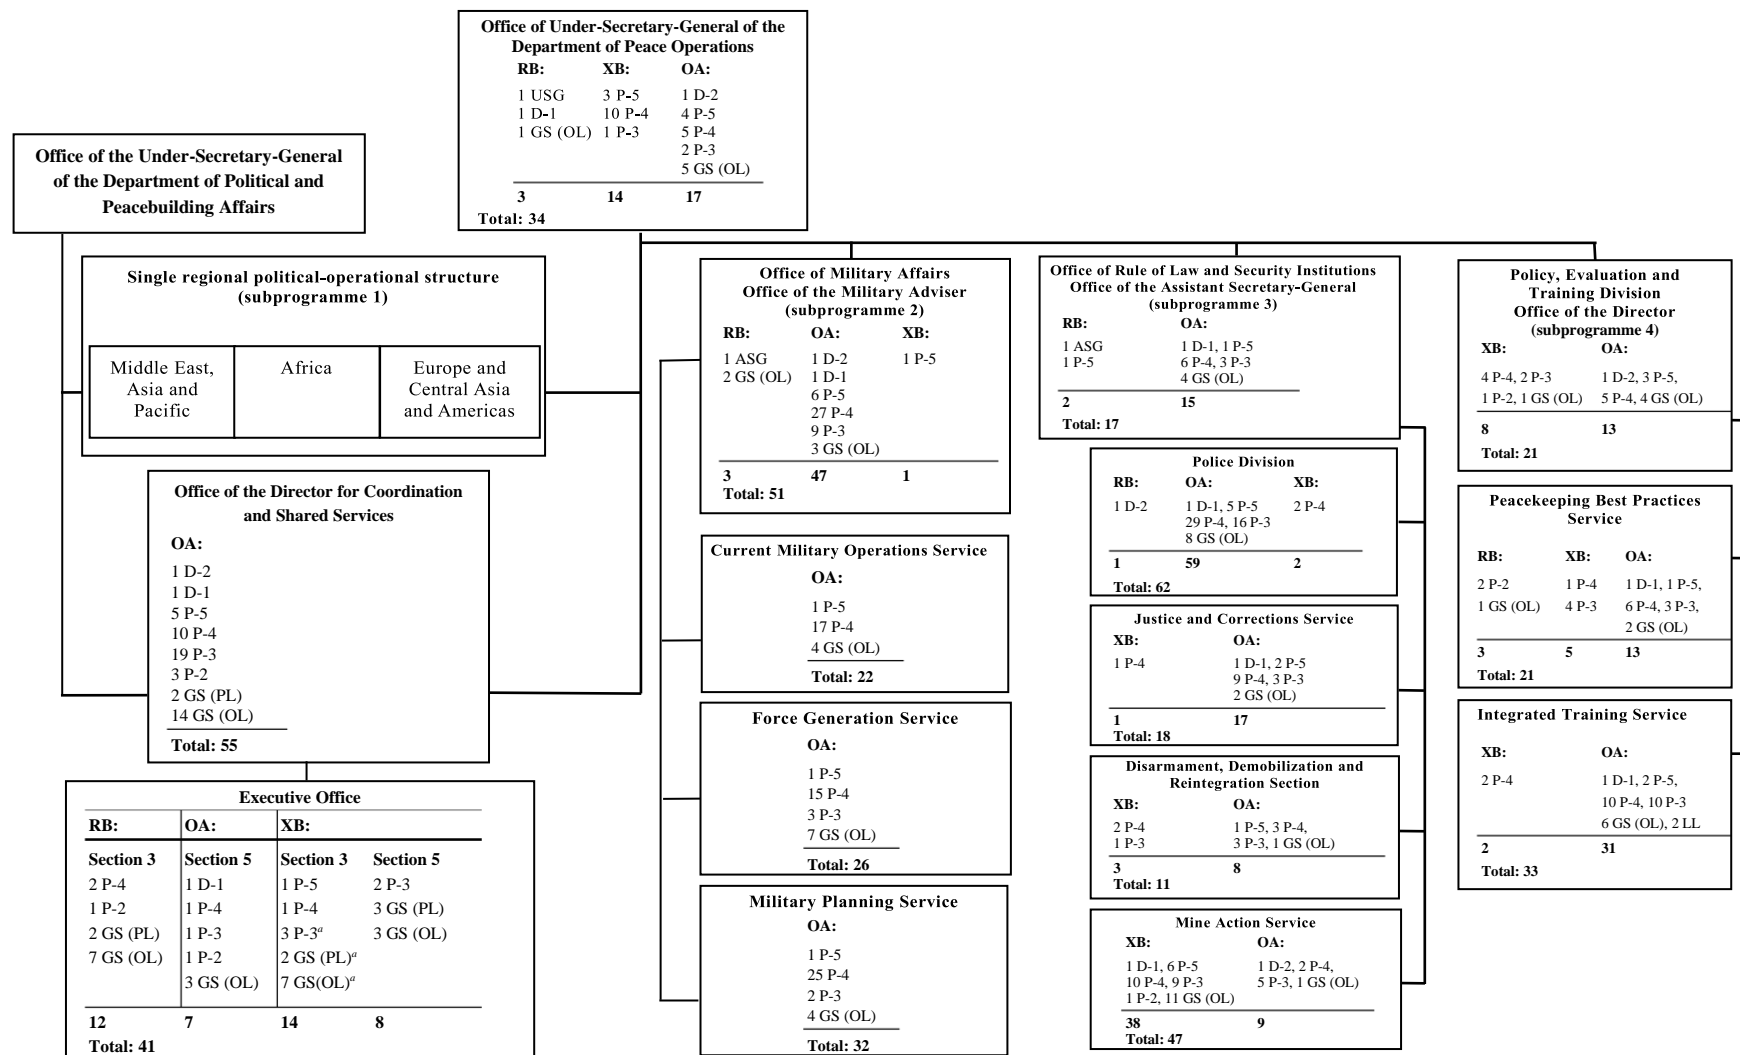 Office of Under-Secretary-General of the
Department of Peace Operations
RB: XB: OA:
1 USG 3 P-5 1 D-2
1 D-1 10 P-4 4 P-5
1 GS (OL) 1 P-3 5 P-4
2 P-3
5 GS (OL)
3 14 17
Total: 34
Office of the Under-Secretary-General
of the Department of Political and
Peacebuilding Affairs
Single regional political-operational structure
(subprogramme 1)
Middle East,
Asia and
Pacific
Africa
Europe and
Central Asia
and Americas
Office of the Director for Coordination
and Shared Services
OA:
1 D-2
1 D-1
5 P-5
10 P-4
19 P-3
3 P-2
2 GS (PL)
14 GS (OL)
Total: 55
Executive Office
RB: OA: XB:
Section 3 Section 5 Section 3 Section 5
2 P-4 1 D-1 1 P-5 2 P-3
1 P-2 1 P-4 1 P-4 3 GS (PL)
2 GS (PL) 1 P-3 3 P-3a 3 GS (OL)
7 GS (OL) 1 P-2 2 GS (PL)a
3 GS (OL) 7 GS(OL)a
12 7 14 8
Total: 41
Office of Military Affairs
Office of the Military Adviser
(subprogramme 2)
RB: OA: XB:
1 ASG 1 D-2 1 P-5
2 GS (OL) 1 D-1
6 P-5
27 P-4
9 P-3
3 GS (OL)
3 47 1
Total: 51
Current Military Operations Service
OA:
1 P-5
17 P-4
4 GS (OL)
Total: 22
Force Generation Service
OA:
1 P-5
15 P-4
3 P-3
7 GS (OL)
Total: 26
Military Planning Service
OA:
1 P-5
25 P-4
2 P-3
4 GS (OL)
Total: 32
Office of Rule of Law and Security Institutions
Office of the Assistant Secretary-General
(subprogramme 3)
RB: OA:
1 ASG 1 D-1, 1 P-5
1 P-5 6 P-4, 3 P-3
4 GS (OL)
2 15
Total: 17
Police Division
RB: OA: XB:
1 D-2 1 D-1, 5 P-5 2 P-4
29 P-4, 16 P-3
8 GS (OL)
1 59 2
Total: 62
Justice and Corrections Service
XB: OA:
1 P-4 1 D-1, 2 P-5
9 P-4, 3 P-3
2 GS (OL)
1 17
Total: 18
Disarmament, Demobilization and
Reintegration Section
XB: OA:
2 P-4 1 P-5, 3 P-4,
1 P-3 3 P-3, 1 GS (OL)
3 8
Total: 11
Mine Action Service
XB: OA:
1 D-1, 6 P-5 1 D-2, 2 P-4,
10 P-4, 9 P-3 5 P-3, 1 GS (OL)
1 P-2, 11 GS (OL)
38 9
Total: 47
Policy, Evaluation and
Training Division
Office of the Director
(subprogramme 4)
XB: OA:
4 P-4, 2 P-3 1 D-2, 3 P-5,
1 P-2, 1 GS (OL) 5 P-4, 4 GS (OL)
8 13
Total: 21
Peacekeeping Best Practices
Service
RB: XB: OA:
2 P-2 1 P-4 1 D-1, 1 P-5,
1 GS (OL) 4 P-3 6 P-4, 3 P-3,
2 GS (OL)
3 5 13
Total: 21
Integrated Training Service
XB: OA:
2 P-4 1 D-1, 2 P-5,
10 P-4, 10 P-3
6 GS (OL), 2 LL
2 31
Total: 33